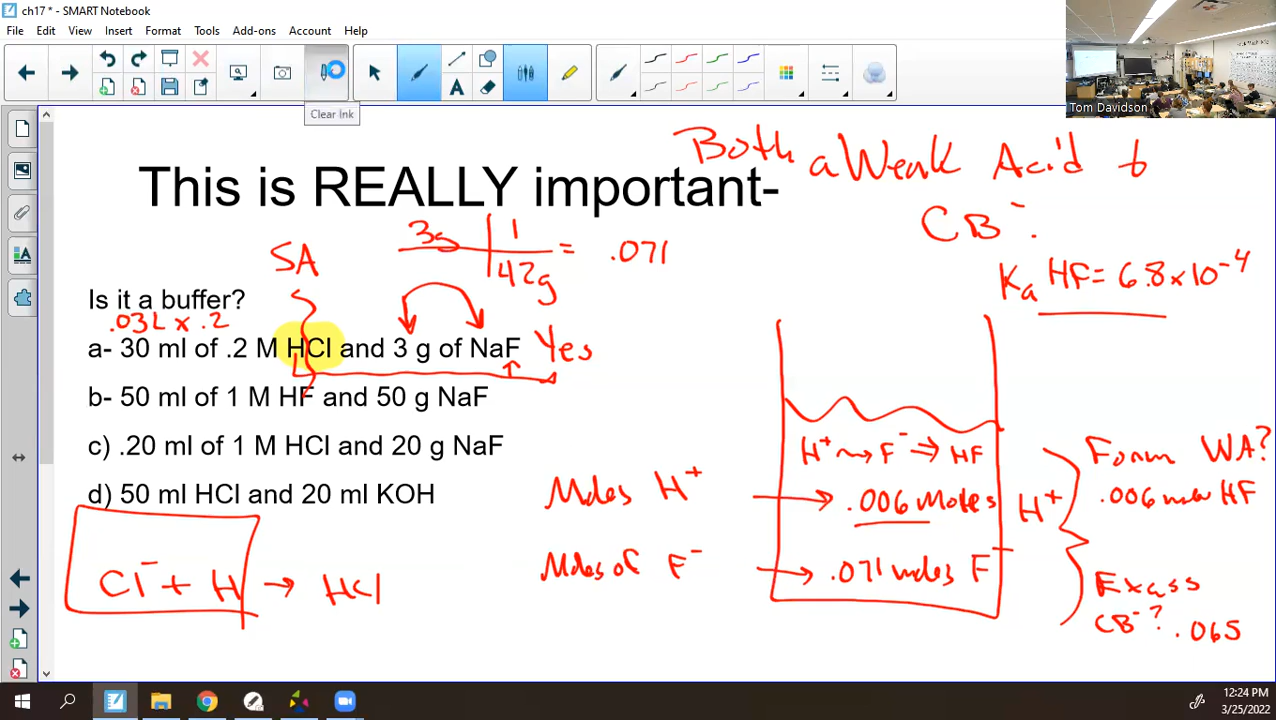 ch17 * - SMART Notebook
File Edit View Insert Format Tools Add-ons Account Help
Clear Ink
Tom Davidson
Both a Weak Acid &
CB⁻.
This is REALLY important-
SA
3g | 1 = .071
42g
Ka HF = 6.8x10⁻⁴
Is it a buffer?
.03L x .2
a- 30 ml of .2 M HCl and 3 g of NaF Yes
b- 50 ml of 1 M HF and 50 g NaF
c) .20 ml of 1 M HCl and 20 g NaF
d) 50 ml HCl and 20 ml KOH
Cl⁻ + H → HCl
Moles H⁺
Moles of F⁻
H⁺ → F⁻ → HF
.006 Moles H⁺
.071 moles F⁻
Form WA?
.006 moles HF
Exass
CB⁻? .065
12:24 PM
3/25/2022